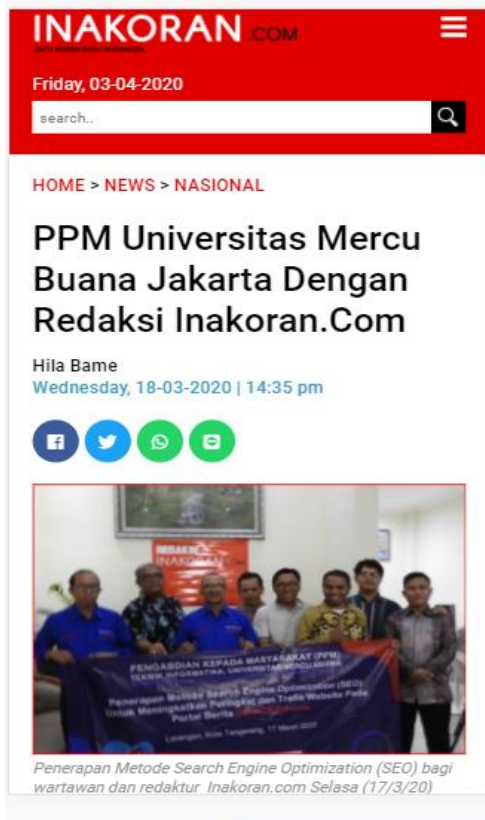 INAKORAN.COM
Friday, 03-04-2020
search..
HOME > NEWS > NASIONAL
PPM Universitas Mercu
Buana Jakarta Dengan
Redaksi Inakoran.Com
Hila Bame
Wednesday, 18-03-2020 | 14:35 pm
REDAKSI
INAKORAN
PENGABDIAN KEPADA MASYARAKAT (PPM)
TEKNIK INFORMATIKA, UNIVERSITAS MERCU BUANA
Penerapan Metode Search Engine Optimization (SEO)
Untuk Meningkatkan Peringkat dan Trafik Website Pada
Portal Berita
Larangan, Kota Tangerang, 17 Maret 2020
Penerapan Metode Search Engine Optimization (SEO) bagi
wartawan dan redaktur Inakoran.com Selasa (17/3/20)